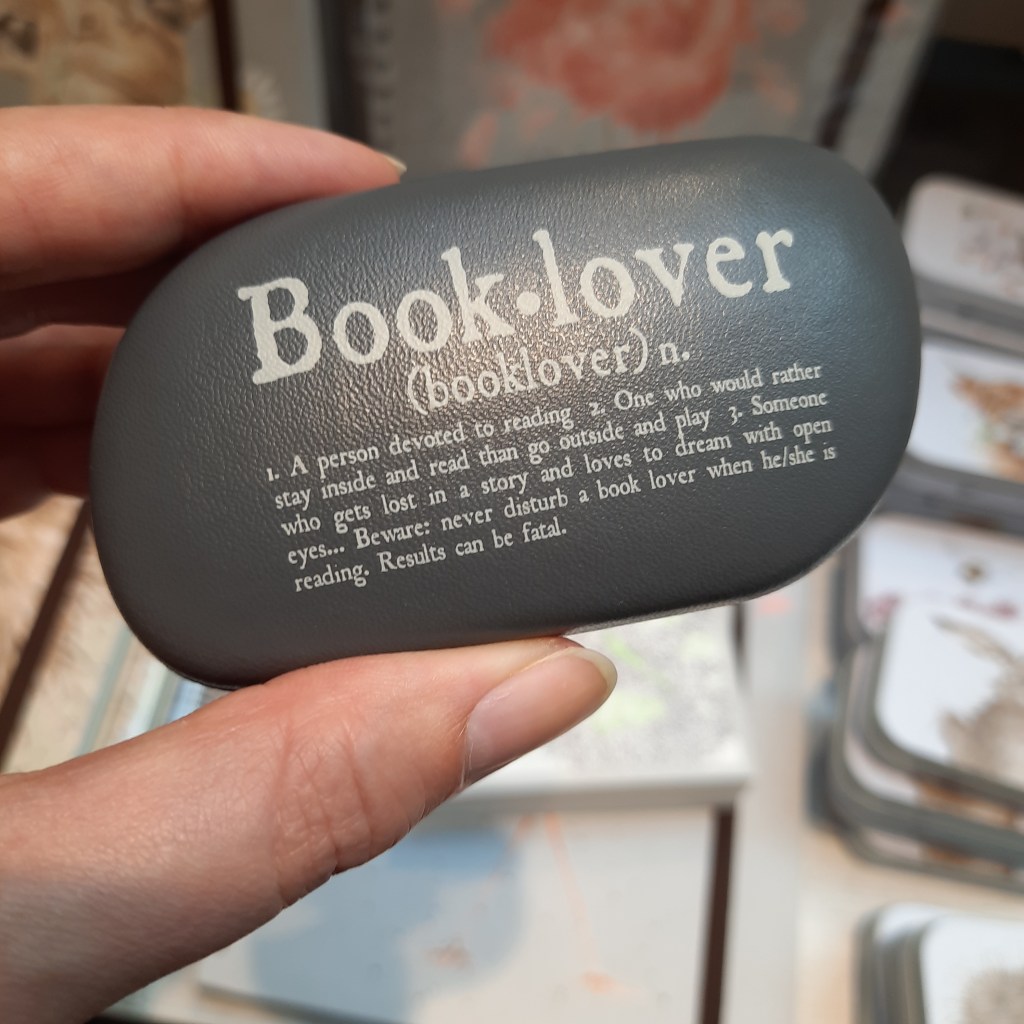 Book•lover
(booklover) n.
1. A person devoted to reading 2. One who would rather
stay inside and read than go outside and play 3. Someone
who gets lost in a story and loves to dream with open
eyes... Beware: never disturb a book lover when he/she is
reading. Results can be fatal.